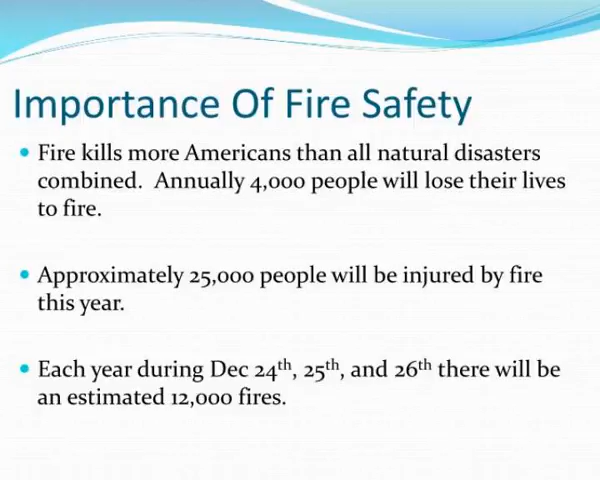 Importance Of Fire Safety
• Fire kills more Americans than all natural disasters
combined.  Annually 4,000 people will lose their lives
to fire.
• Approximately 25,000 people will be injured by fire
this year.
• Each year during Dec 24th, 25th, and 26th there will be
an estimated 12,000 fires.